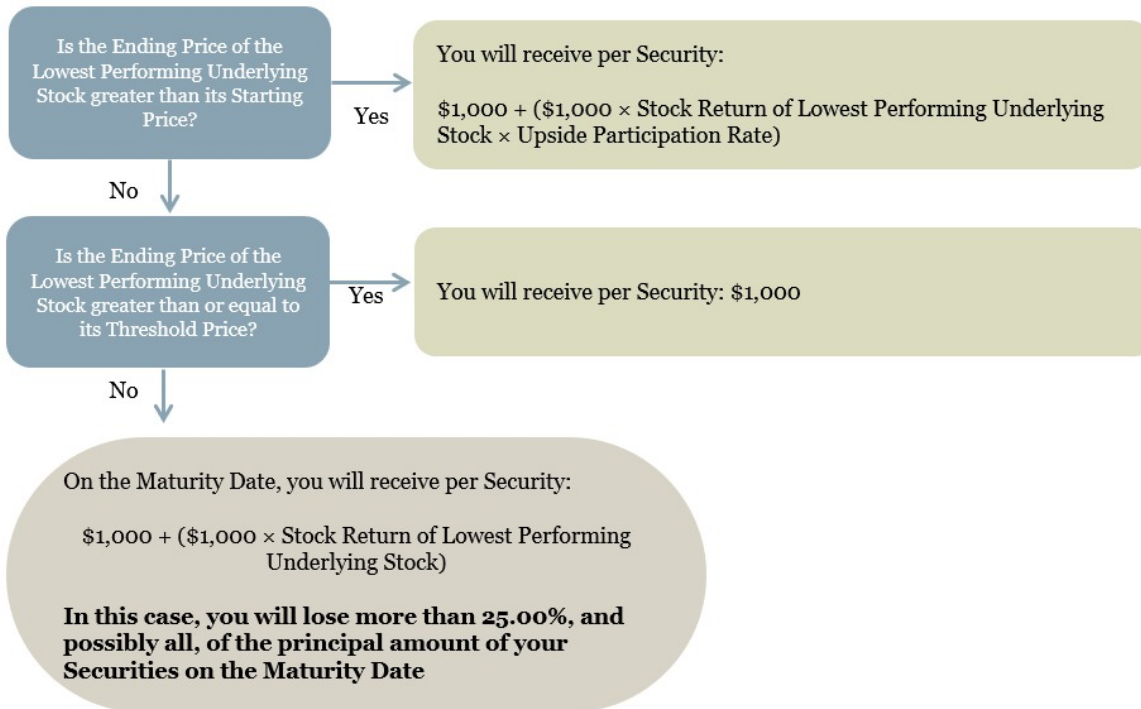 Is the Ending Price of the
Lowest Performing Underlying
Stock greater than its Starting
Price?
Yes
You will receive per Security:
$1,000 + ($1,000 × Stock Return of Lowest Performing Underlying
Stock × Upside Participation Rate)
No
Is the Ending Price of the
Lowest Performing Underlying
Stock greater than or equal to
its Threshold Price?
Yes
You will receive per Security: $1,000
No
On the Maturity Date, you will receive per Security:
$1,000 + ($1,000 × Stock Return of Lowest Performing
Underlying Stock)
In this case, you will lose more than 25.00%, and
possibly all, of the principal amount of your
Securities on the Maturity Date